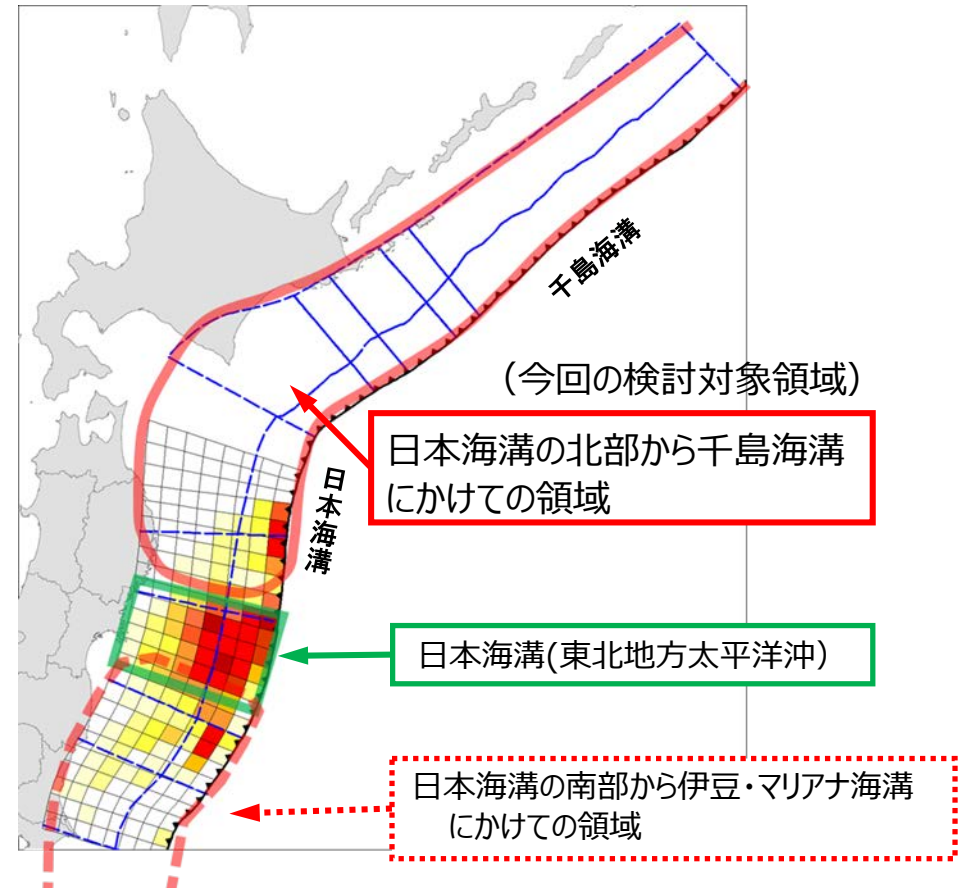 千島海溝
(今回の検討対象領域)
日本海溝の北部から千島海溝
にかけての領域
日本海溝
日本海溝(東北地方太平洋沖)
日本海溝の南部から伊豆・マリアナ海溝
にかけての領域